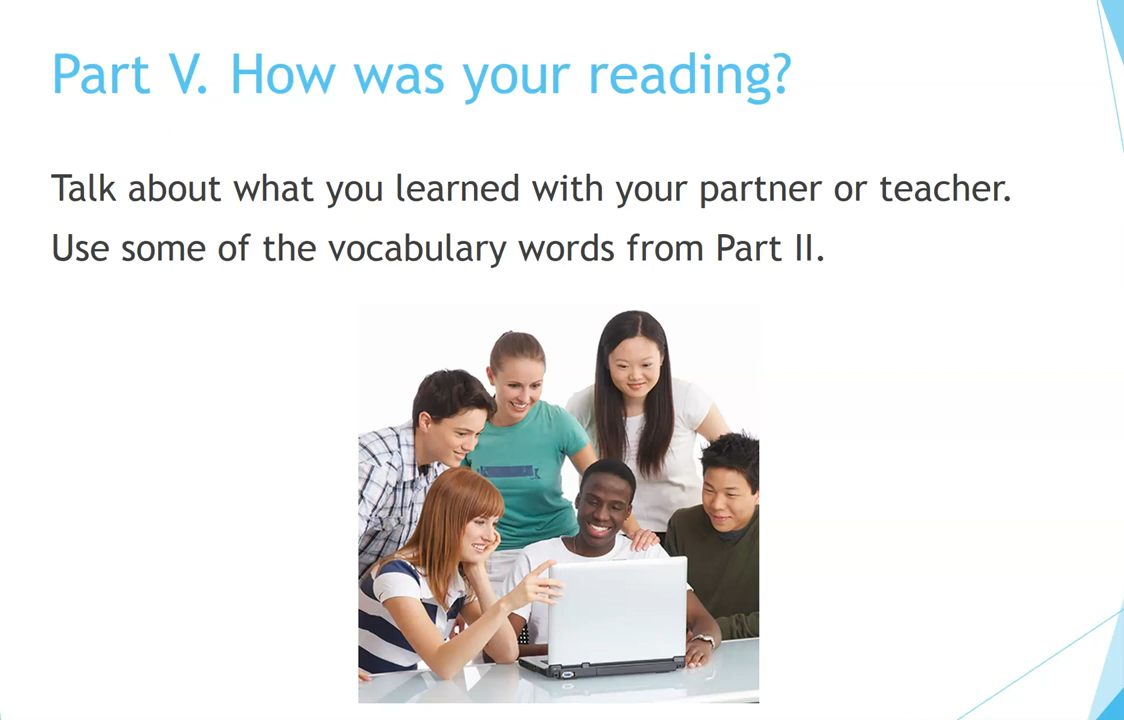 Part V. How was your reading?
Talk about what you learned with your partner or teacher.
Use some of the vocabulary words from Part II.